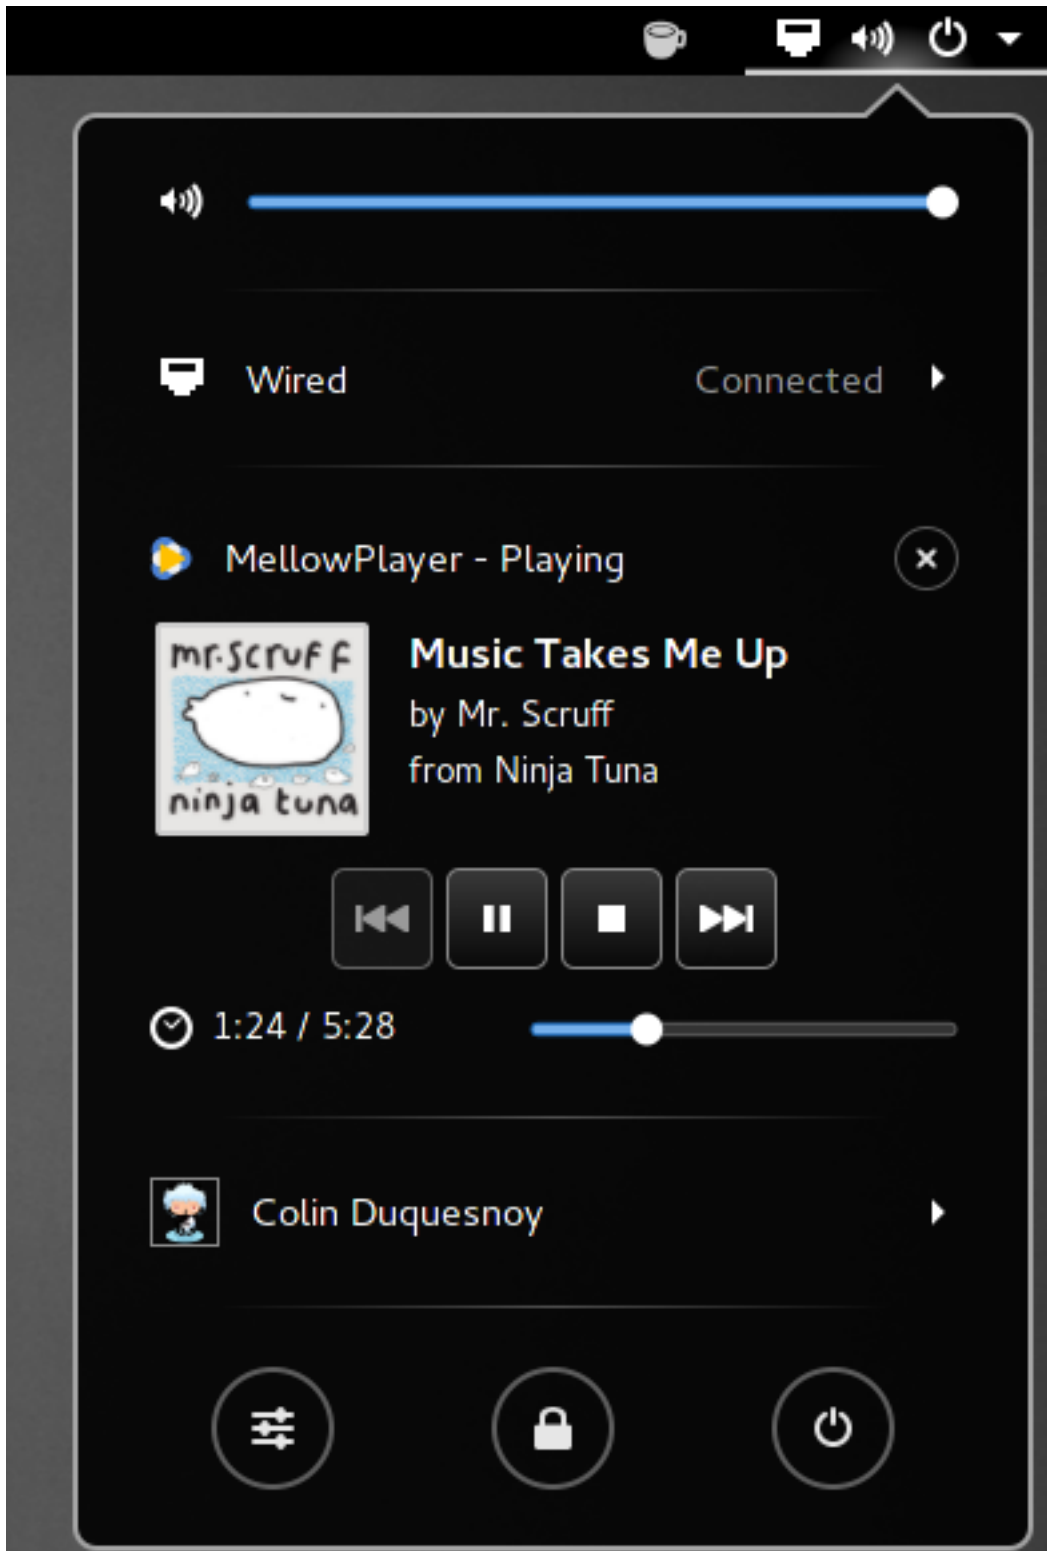 Wired Connected
MellowPlayer - Playing
mr.scruff
ninja tuna
Music Takes Me Up
by Mr. Scruff
from Ninja Tuna
1:24 / 5:28
Colin Duquesnoy